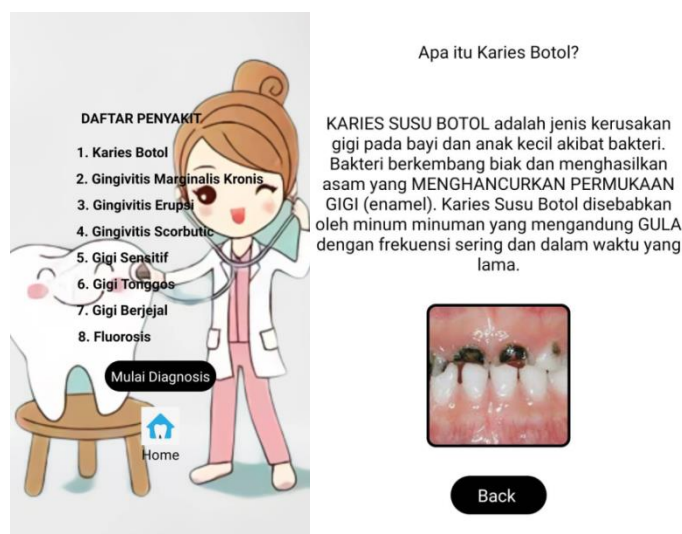 DAFTAR PENYAKIT
1. Karies Botol
2. Gingivitis Marginalis Kronis
3. Gingivitis Erupsi
4. Gingivitis Scorbutic
5. Gigi Sensitif
6. Gigi Tonggos
7. Gigi Berjejal
8. Fluorosis
Mulai Diagnosis
Home
Apa itu Karies Botol?
KARIES SUSU BOTOL adalah jenis kerusakan
gigi pada bayi dan anak kecil akibat bakteri.
Bakteri berkembang biak dan menghasilkan
asam yang MENGHANCURKAN PERMUKAAN
GIGI (enamel). Karies Susu Botol disebabkan
oleh minum minuman yang mengandung GULA
dengan frekuensi sering dan dalam waktu yang
lama.
Back